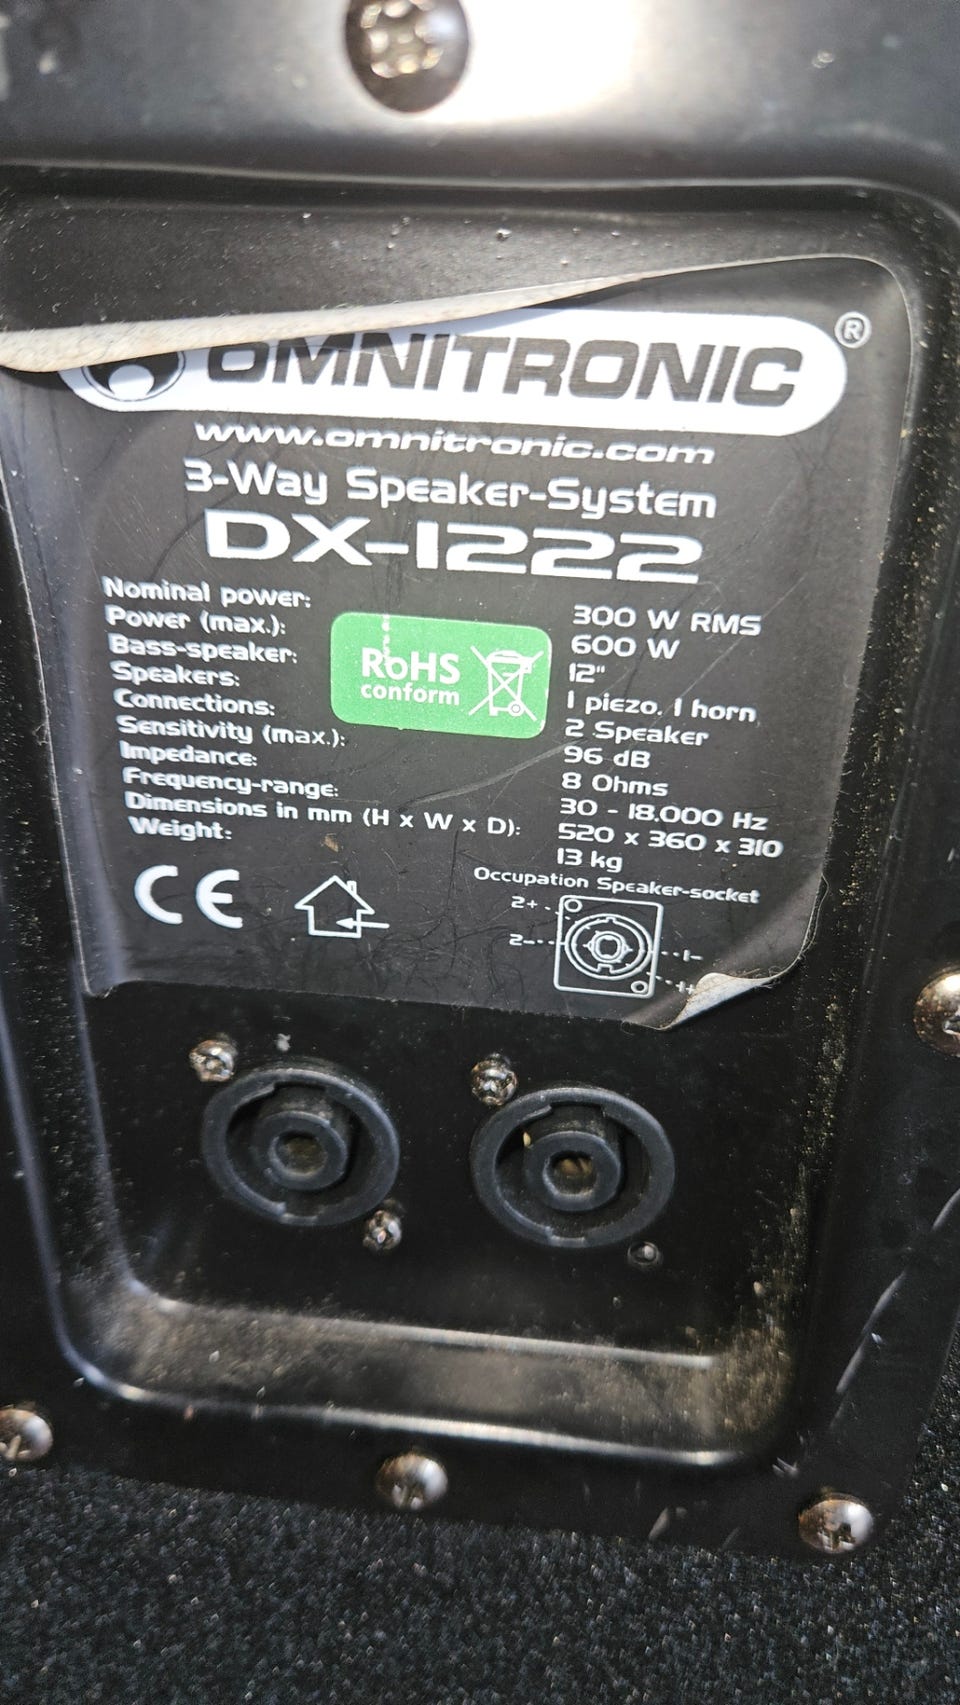 OMNITRONIC ®
www.omnitronic.com
3-Way Speaker-System
DX-1222
Nominal power: 300 W RMS
Power (max.): 600 W
Bass-speaker: 12"
Speakers: 1 piezo, 1 horn
Connections: 2 Speaker
Sensitivity (max.): 96 dB
Impedance: 8 Ohms
Frequency-range: 30 - 18.000 Hz
Dimensions in mm (H x W x D): 520 x 360 x 310
Weight: 13 kg
RoHS
conform
CE
Occupation Speaker-socket
2+
2-
1-
1+